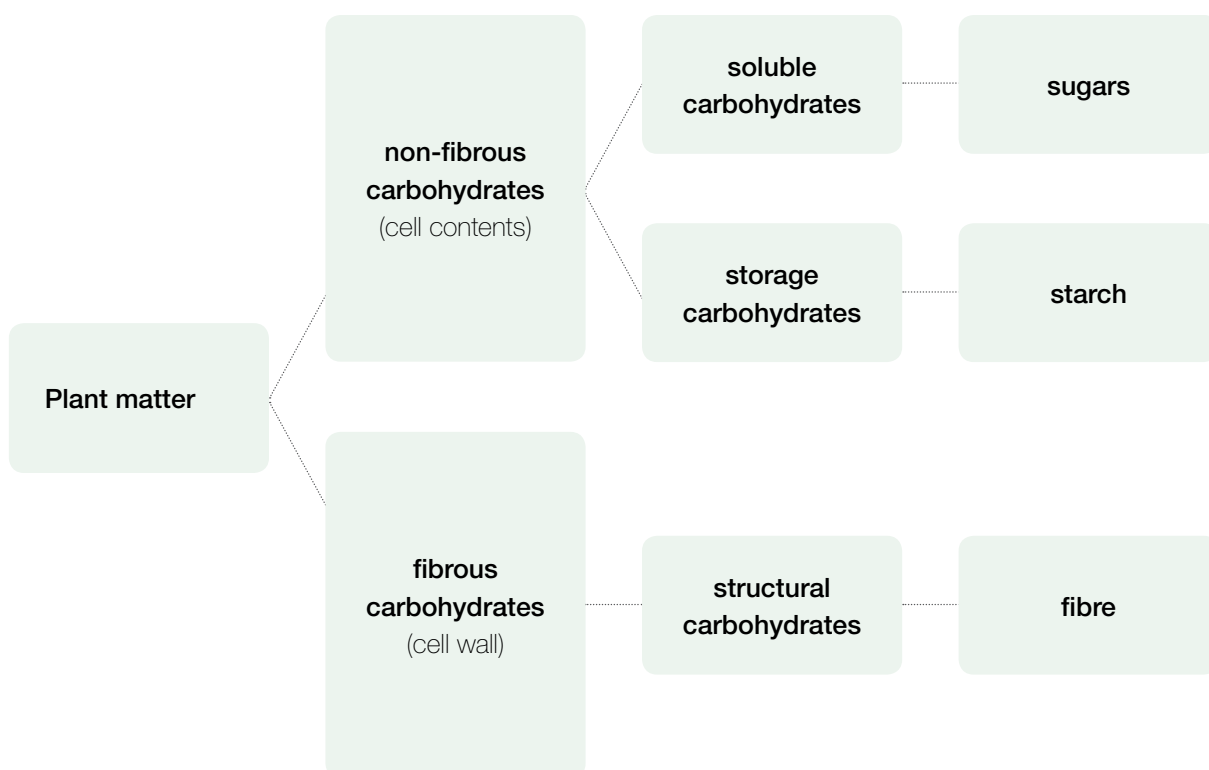 Plant matter
non-fibrous
carbohydrates
(cell contents)
soluble
carbohydrates
sugars
storage
carbohydrates
starch
fibrous
carbohydrates
(cell wall)
structural
carbohydrates
fibre